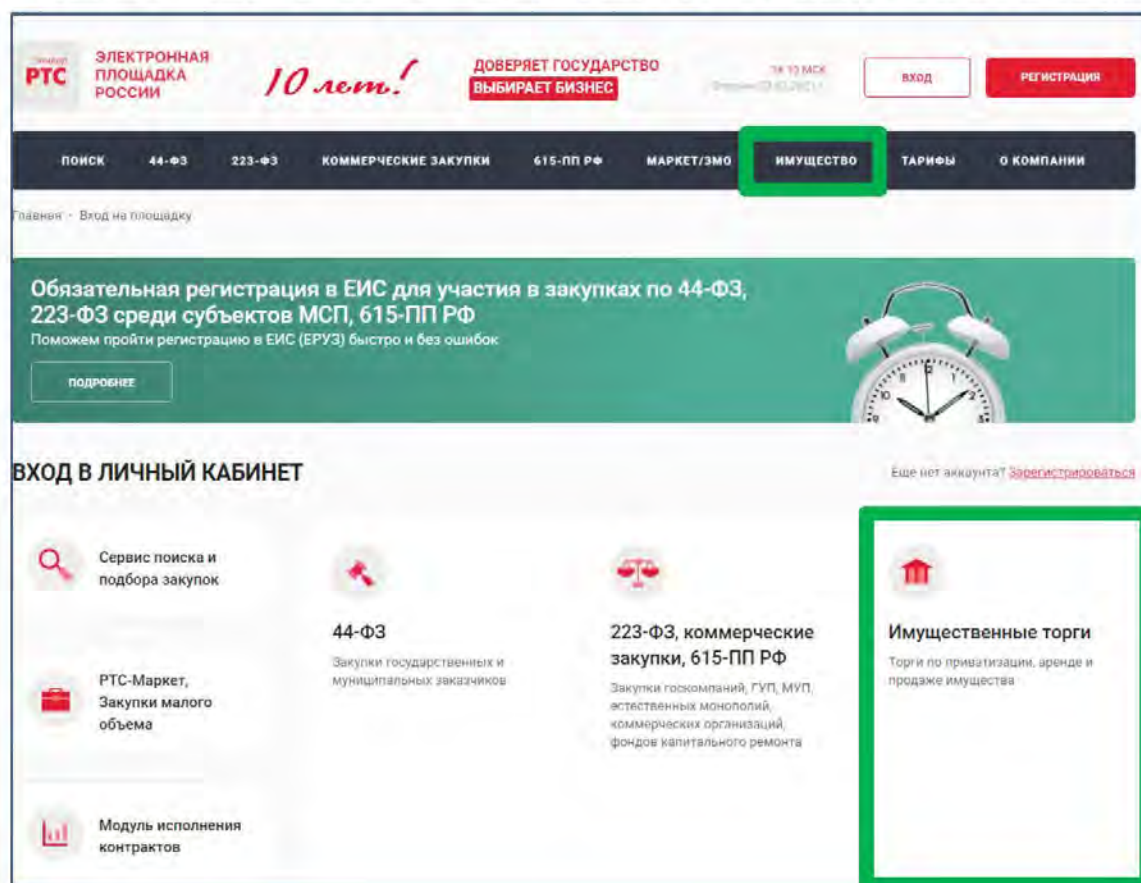 РТС
ЭЛЕКТРОННАЯ
ПЛОЩАДКА
РОССИИ
10 лет!
ДОВЕРЯЕТ ГОСУДАРСТВО
ВЫБИРАЕТ БИЗНЕС
МСК
ВХОД
РЕГИСТРАЦИЯ
ПОИСК 44-ФЗ 223-ФЗ КОММЕРЧЕСКИЕ ЗАКУПКИ 615-ПП РФ МАРКЕТ/ЗМО ИМУЩЕСТВО ТАРИФЫ О КОМПАНИИ
Главная - Вход на площадку
Обязательная регистрация в ЕИС для участия в закупках по 44-ФЗ,
223-ФЗ среди субъектов МСП, 615-ПП РФ
Поможем пройти регистрацию в ЕИС (ЕРУЗ) быстро и без ошибок
ПОДРОБНЕЕ
ВХОД В ЛИЧНЫЙ КАБИНЕТ
Еще нет аккаунта? Зарегистрироваться
Сервис поиска и
подбора закупок
РТС-Маркет,
Закупки малого
объема
Модуль исполнения
контрактов
44-ФЗ
Закупки государственных и
муниципальных заказчиков
223-ФЗ, коммерческие
закупки, 615-ПП РФ
Закупки госкомпаний, ГУП, МУП,
естественных монополий,
коммерческих организаций,
фондов капитального ремонта
Имущественные торги
Торги по приватизации, аренде и
продаже имущества